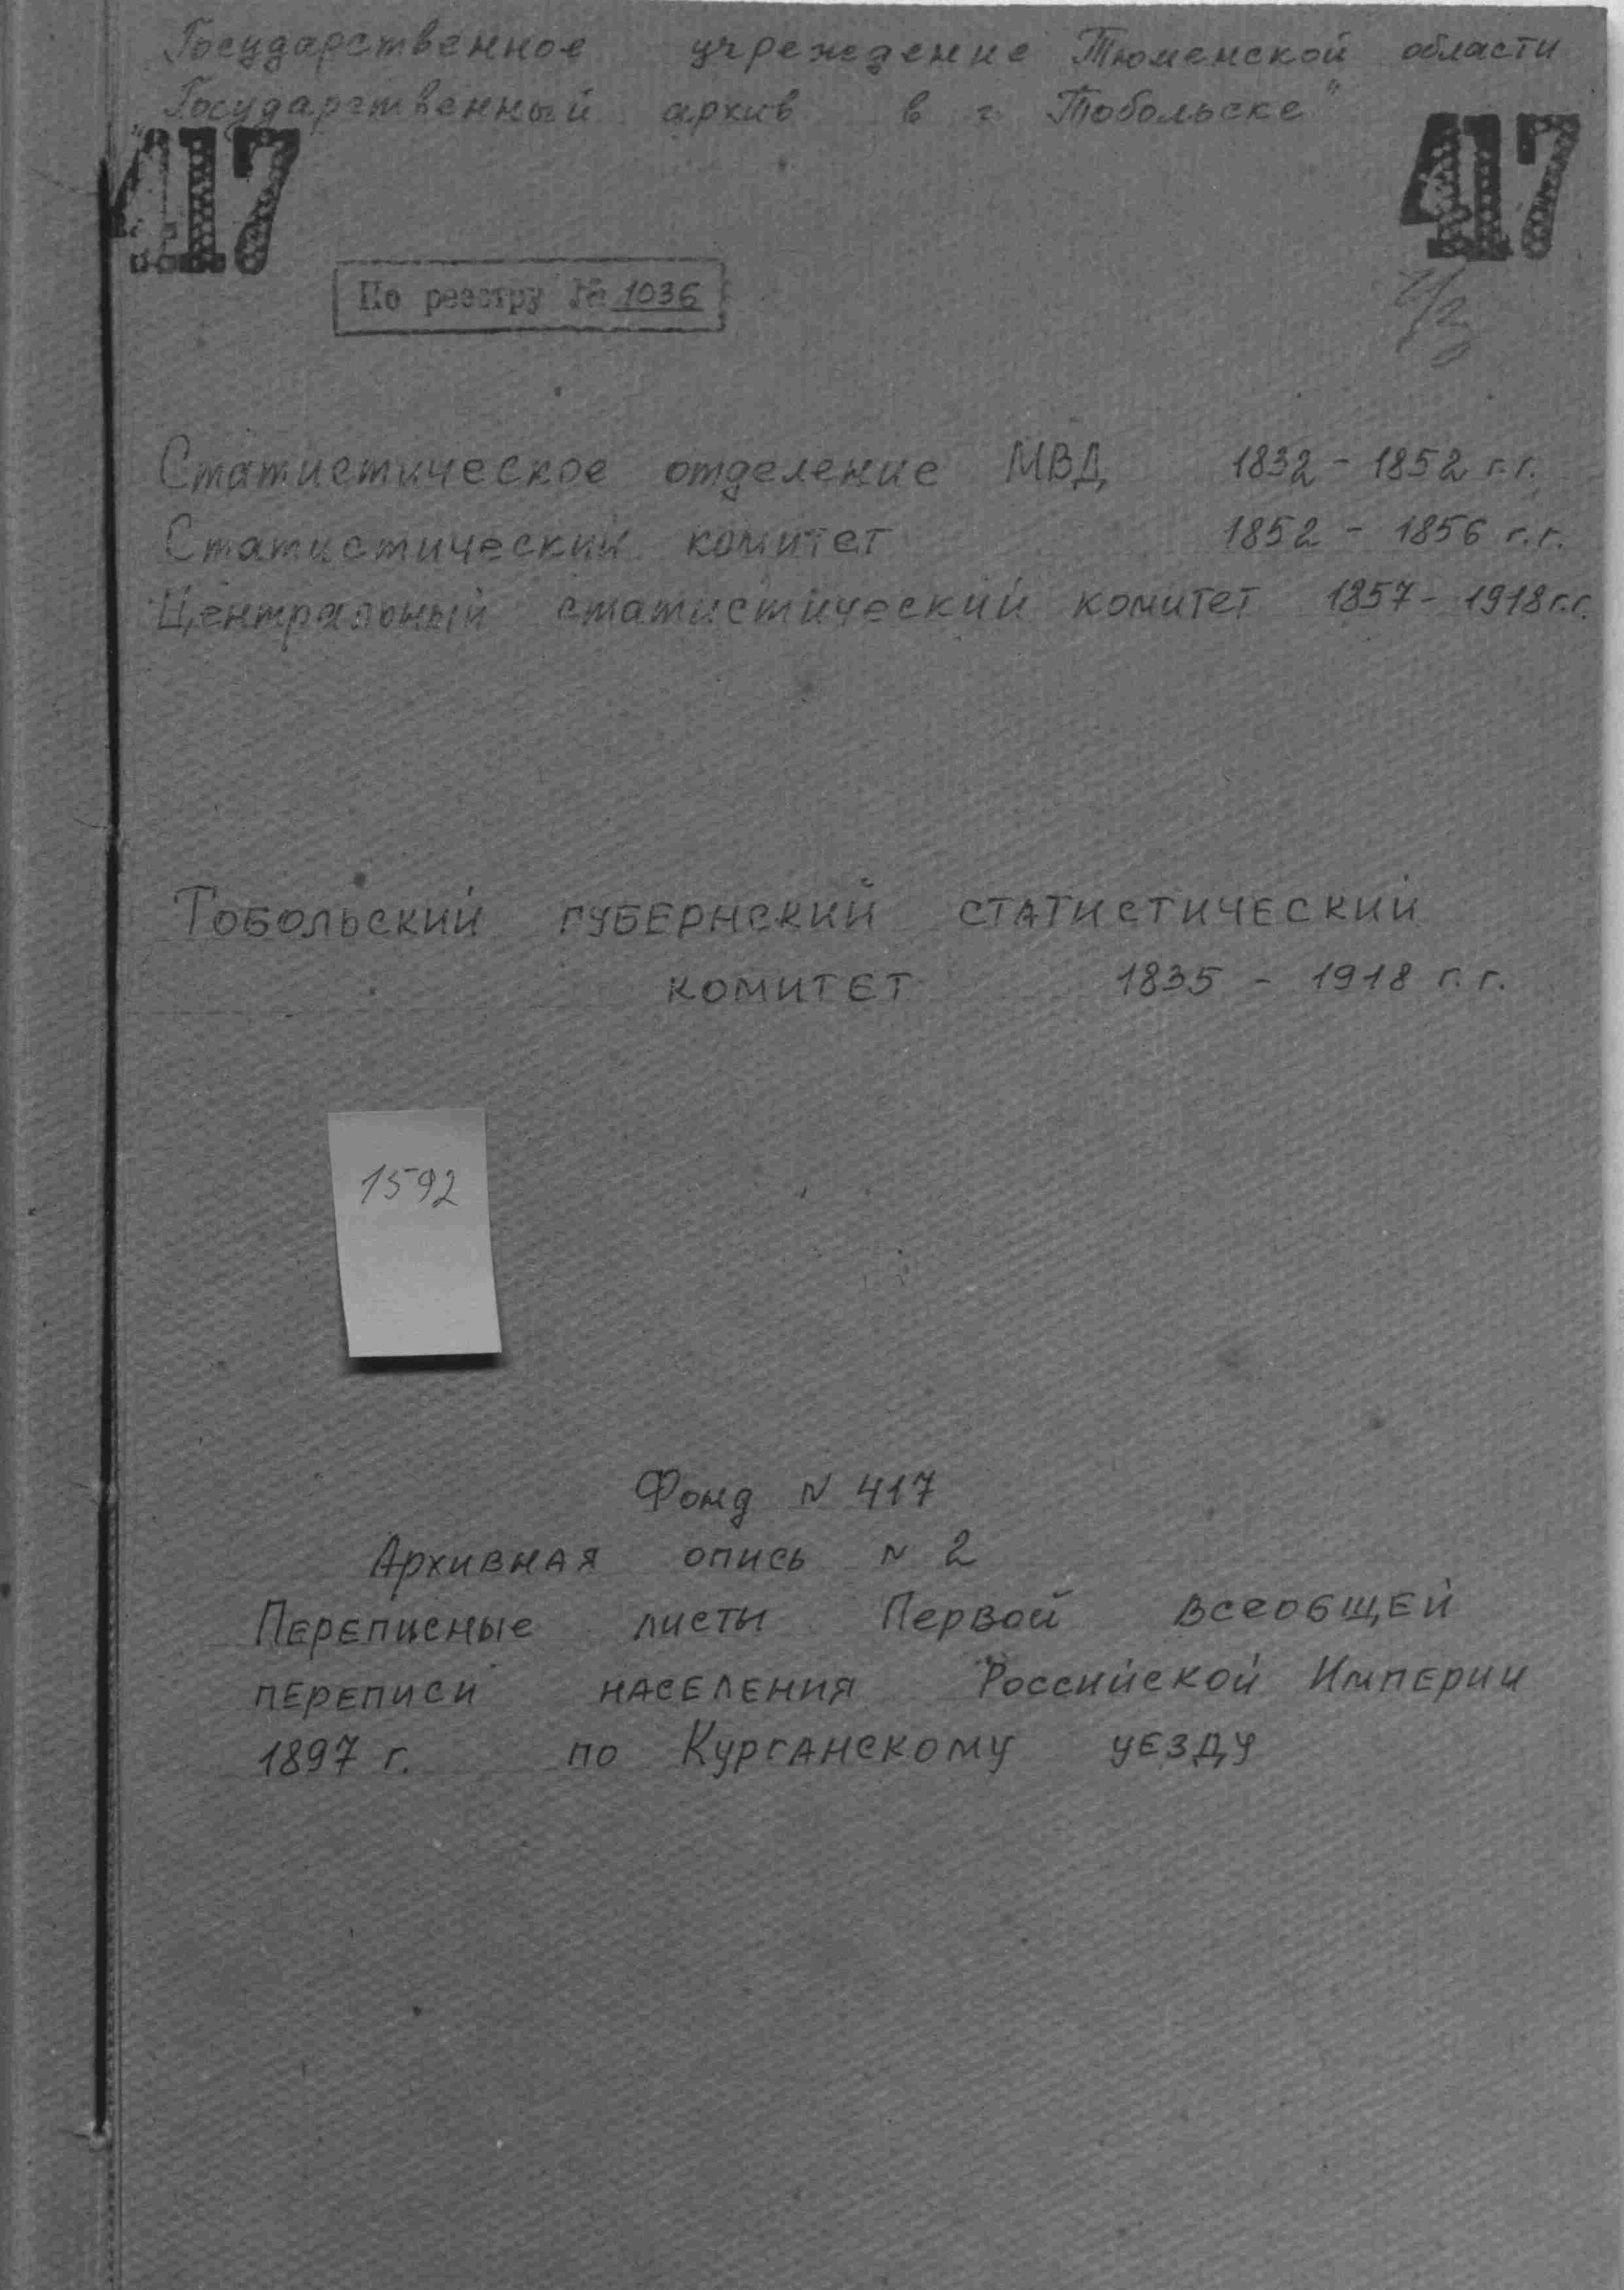 Государственное учреждение Тюменской области
"Государственный архив в г. Тобольске"
417 417
По реестру № 1036
Статистическое отделение МВД 1832 - 1852 г.г.
Статистический комитет 1852 - 1856 г.г.
Центральный статистический комитет 1857 - 1918 г.г.
ТОБОЛЬСКИЙ ГУБЕРНСКИЙ СТАТИСТИЧЕСКИЙ
КОМИТЕТ 1835 - 1918 г.г.
1592
Фонд N 417
Архивная опись N 2
Переписные листы Первой всеобщей
переписи населения Российской Империи
1897 г. по Курганскому уезду